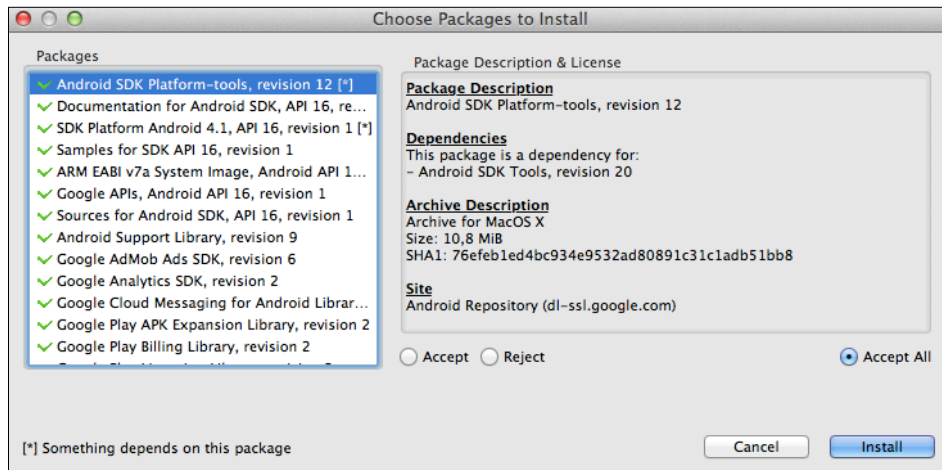 Choose Packages to Install
Packages
Android SDK Platform-tools, revision 12 [*]
Documentation for Android SDK, API 16, re...
SDK Platform Android 4.1, API 16, revision 1 [*]
Samples for SDK API 16, revision 1
ARM EABI v7a System Image, Android API 1...
Google APIs, Android API 16, revision 1
Sources for Android SDK, API 16, revision 1
Android Support Library, revision 9
Google AdMob Ads SDK, revision 6
Google Analytics SDK, revision 2
Google Cloud Messaging for Android Librar...
Google Play APK Expansion Library, revision 2
Google Play Billing Library, revision 2
Package Description & License
Package Description
Android SDK Platform-tools, revision 12
Dependencies
This package is a dependency for:
- Android SDK Tools, revision 20
Archive Description
Archive for MacOS X
Size: 10,8 MiB
SHA1: 76efeb1ed4bc934e9532ad80891c31c1adb51bb8
Site
Android Repository (dl-ssl.google.com)
Accept Reject Accept All
[*] Something depends on this package
Cancel Install